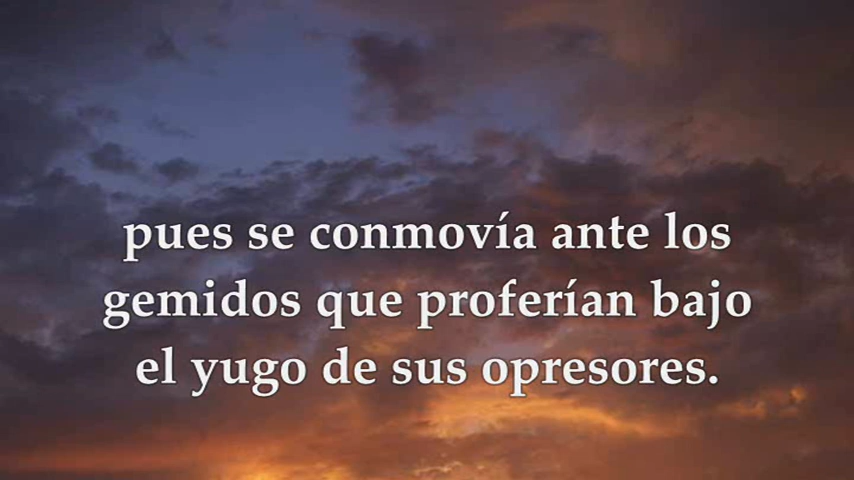 pues se conmovía ante los
gemidos que proferían bajo
el yugo de sus opresores.